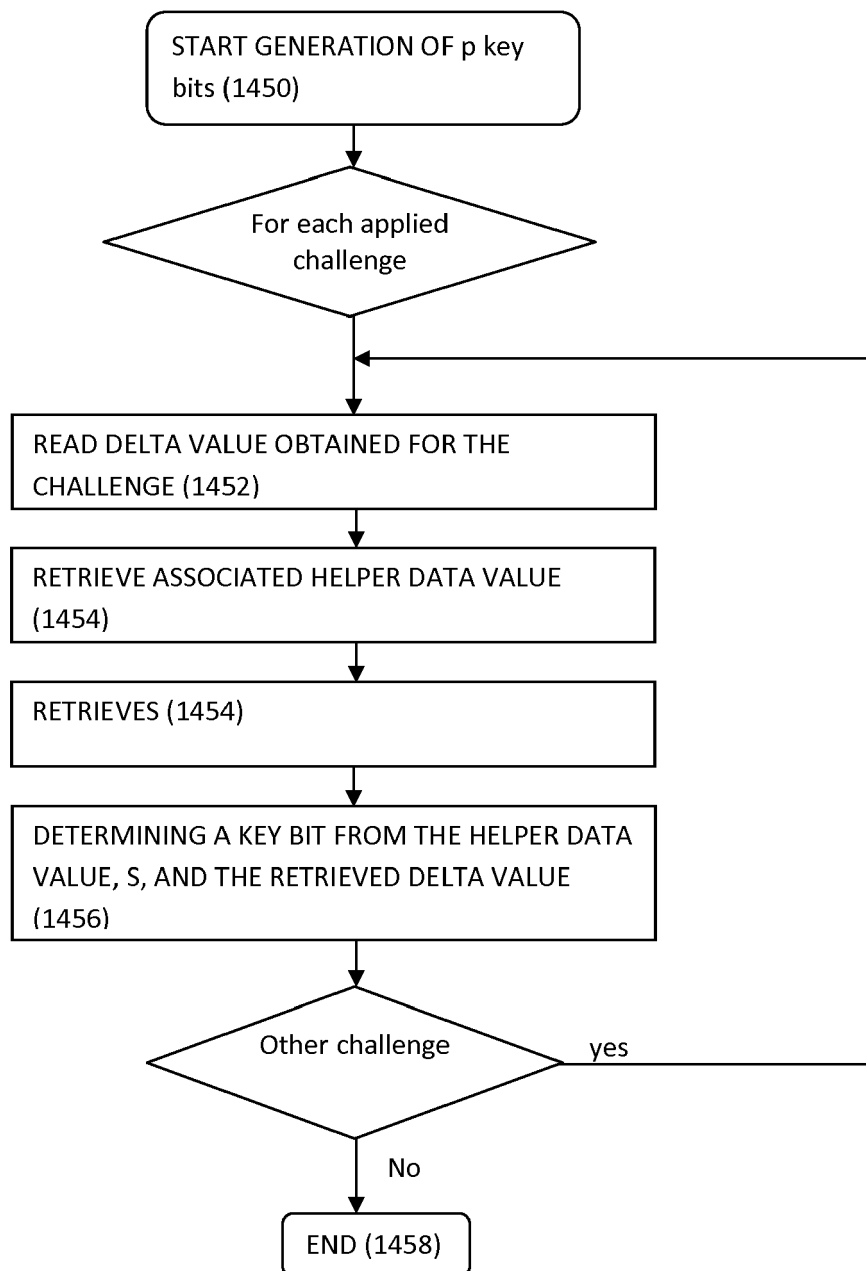 START GENERATION OF p key
bits (1450)
For each applied
challenge
READ DELTA VALUE OBTAINED FOR THE
CHALLENGE (1452)
RETRIEVE ASSOCIATED HELPER DATA VALUE
(1454)
RETRIEVES (1454)
DETERMINING A KEY BIT FROM THE HELPER DATA
VALUE, S, AND THE RETRIEVED DELTA VALUE
(1456)
Other challenge
yes
No
END (1458)